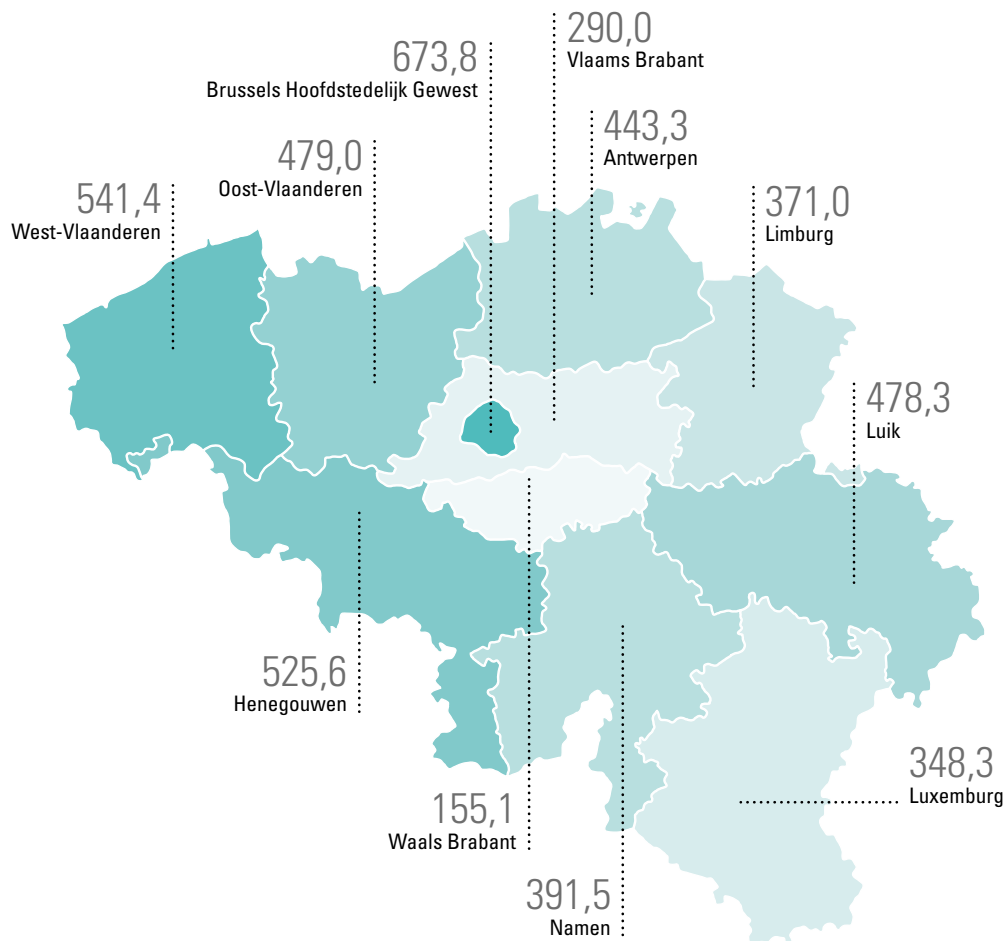 290,0
Vlaams Brabant
673,8
Brussels Hoofdstedelijk Gewest
443,3
Antwerpen
479,0
Oost-Vlaanderen
541,4
West-Vlaanderen
371,0
Limburg
478,3
Luik
525,6
Henegouwen
348,3
Luxemburg
155,1
Waals Brabant
391,5
Namen